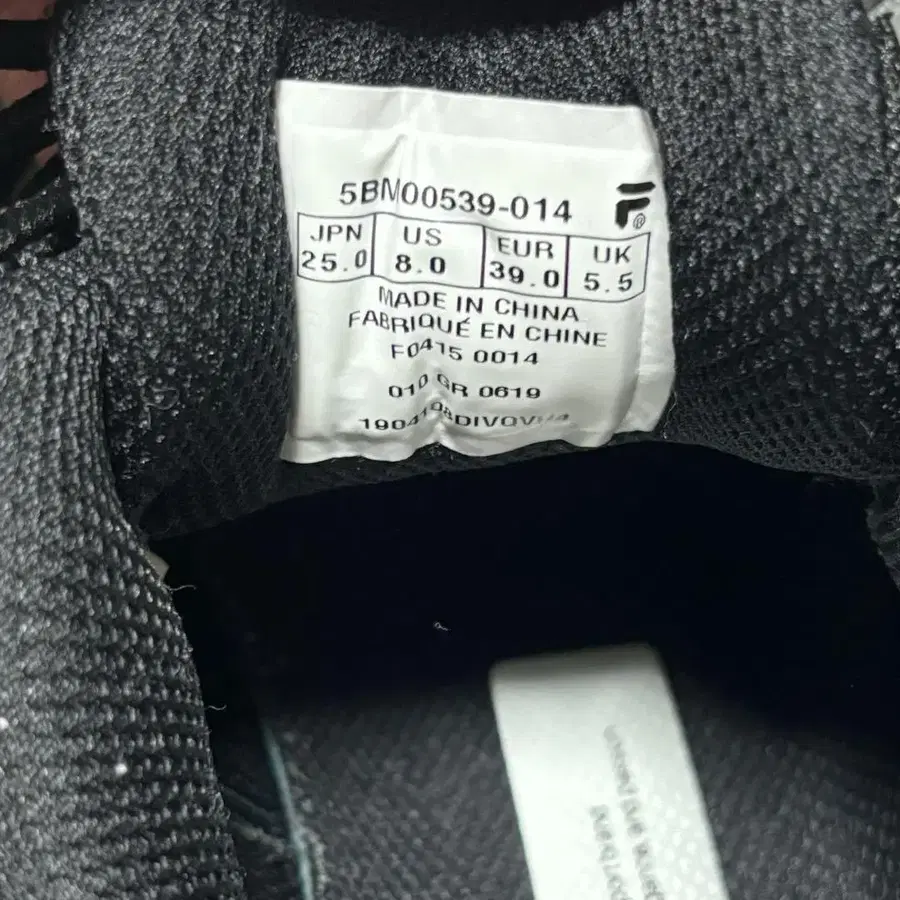 5BM00539-014
JPN US EUR UK
25.0 8.0 39.0 5.5
MADE IN CHINA
FABRIQUÉ EN CHINE
F0415 0014
010 GR 0619